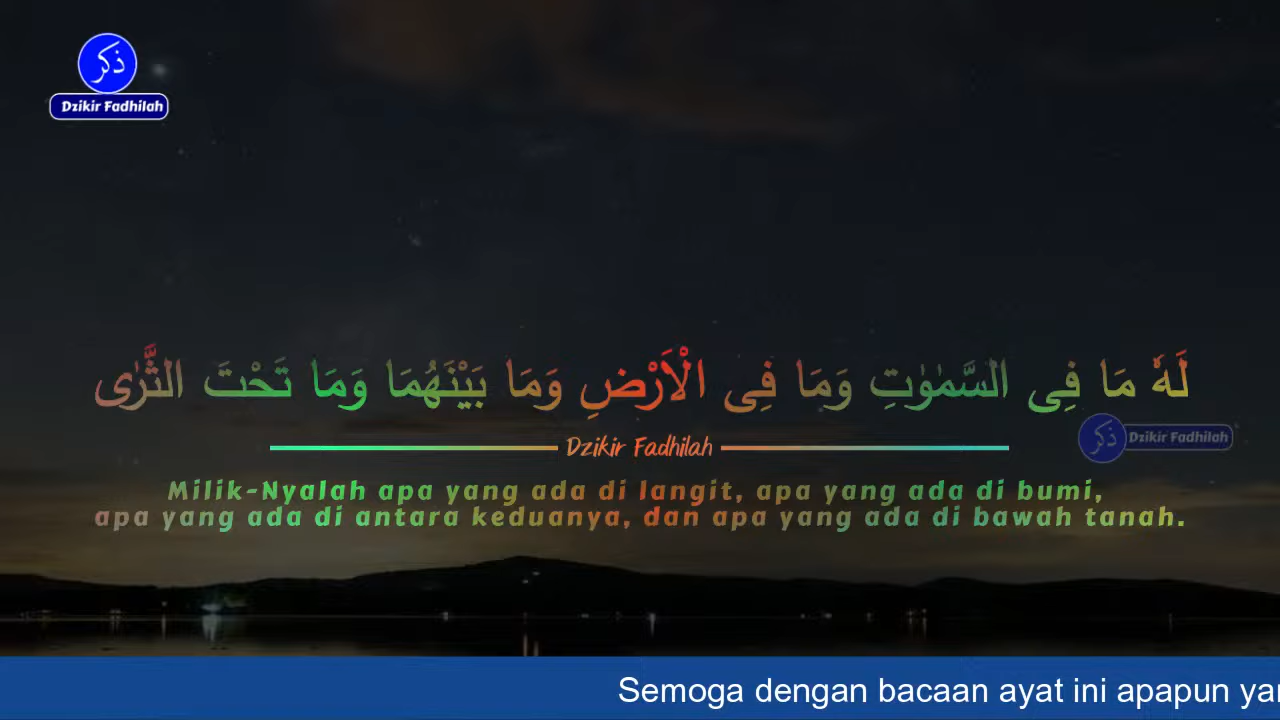 ذكر
Dzikir Fadhilah
لَهٗ مَا فِى السَّمٰوٰتِ وَمَا فِى الْاَرْضِ وَمَا بَيْنَهُمَا وَمَا تَحْتَ الثَّرٰى
Dzikir Fadhilah
ذكر
Dzikir Fadhilah
Milik-Nyalah apa yang ada di langit, apa yang ada di bumi,
apa yang ada di antara keduanya, dan apa yang ada di bawah tanah.
Semoga dengan bacaan ayat ini apapun